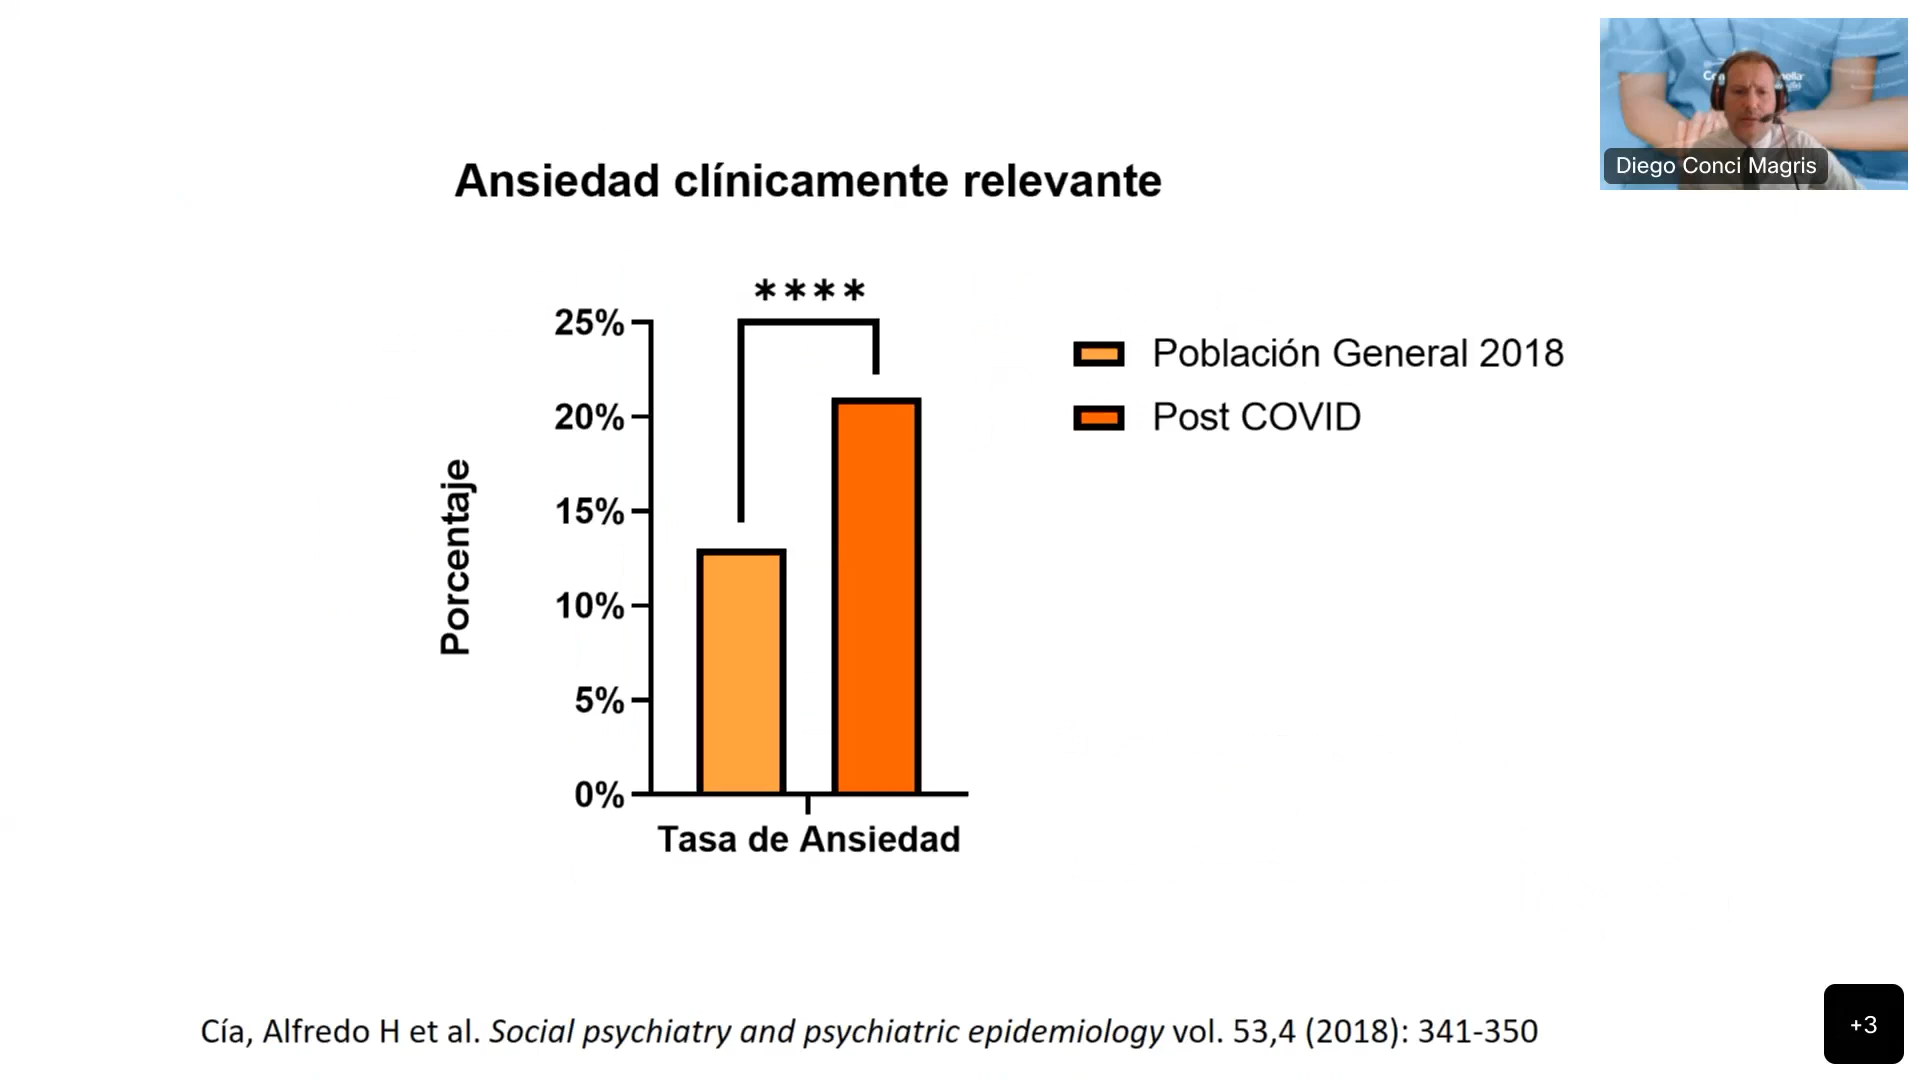 Diego Conci Magris
Ansiedad clínicamente relevante
****
25%
20%
15%
10%
5%
0%
Porcentaje
Tasa de Ansiedad
Población General 2018
Post COVID
Cía, Alfredo H et al. Social psychiatry and psychiatric epidemiology vol. 53,4 (2018): 341-350
+3